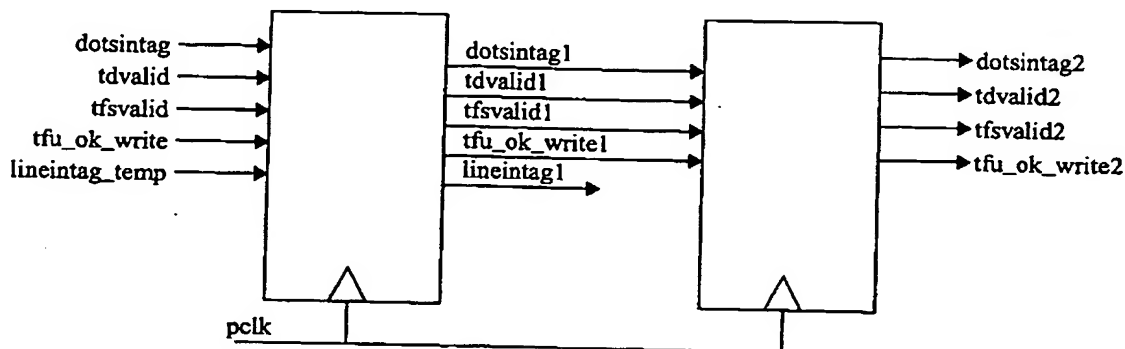 dotsintag
tdvalid
tfsvalid
tfu_ok_write
lineintag_temp
dotsintag1
tdvalid1
tfsvalid1
tfu_ok_write1
lineintag1
dotsintag2
tdvalid2
tfsvalid2
tfu_ok_write2
pclk